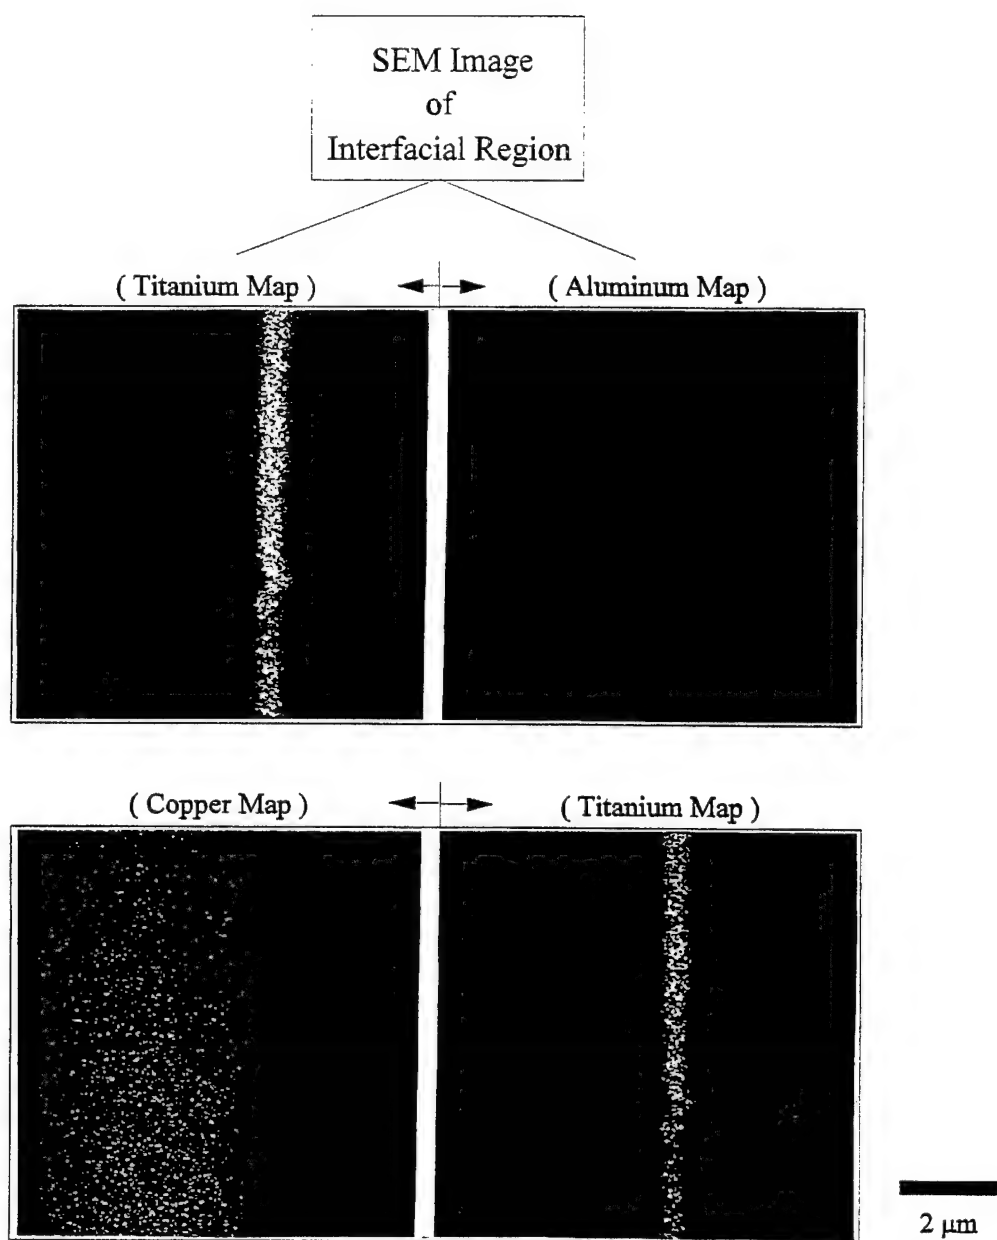 SEM Image
of
Interfacial Region
( Titanium Map )
( Aluminum Map )
( Copper Map )
( Titanium Map )
2 µm